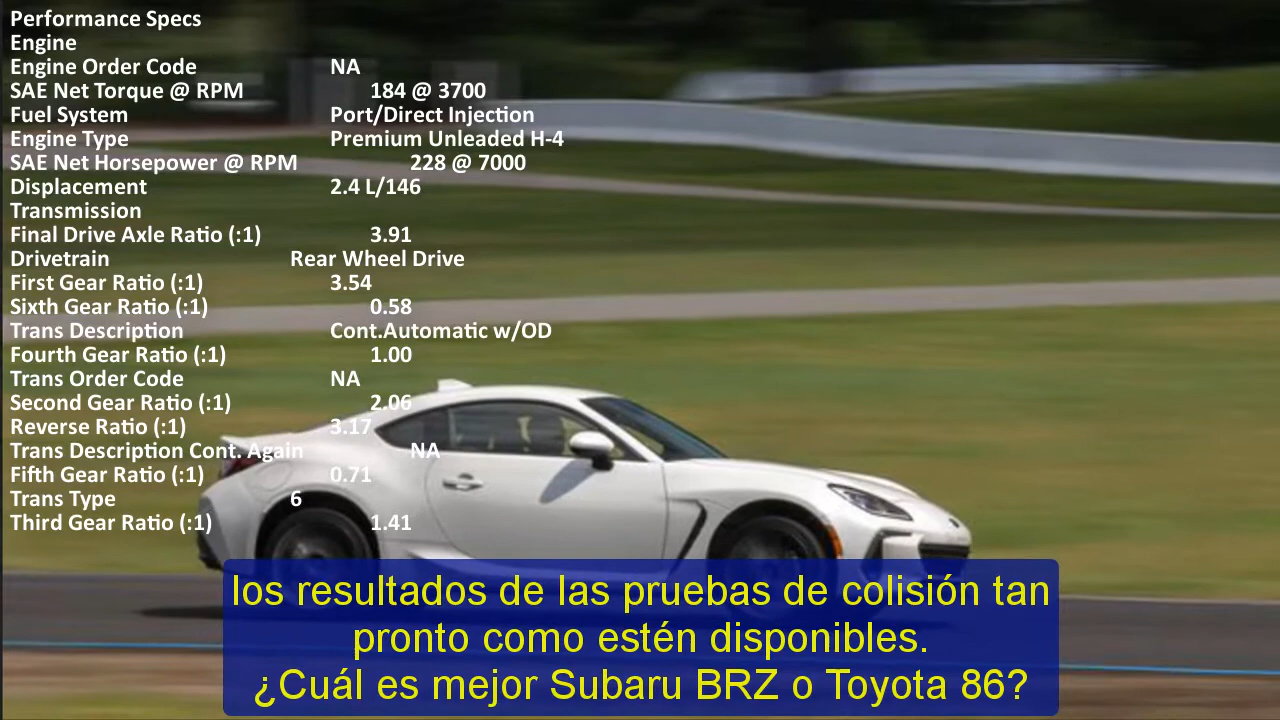 Performance Specs
Engine
Engine Order Code NA
SAE Net Torque @ RPM 184 @ 3700
Fuel System Port/Direct Injection
Engine Type Premium Unleaded H-4
SAE Net Horsepower @ RPM 228 @ 7000
Displacement 2.4 L/146
Transmission
Final Drive Axle Ratio (:1) 3.91
Drivetrain Rear Wheel Drive
First Gear Ratio (:1) 3.54
Sixth Gear Ratio (:1) 0.58
Trans Description Cont.Automatic w/OD
Fourth Gear Ratio (:1) 1.00
Trans Order Code NA
Second Gear Ratio (:1) 2.06
Reverse Ratio (:1) 3.17
Trans Description Cont. Again NA
Fifth Gear Ratio (:1) 0.71
Trans Type 6
Third Gear Ratio (:1) 1.41
los resultados de las pruebas de colisión tan
pronto como estén disponibles.
¿Cuál es mejor Subaru BRZ o Toyota 86?